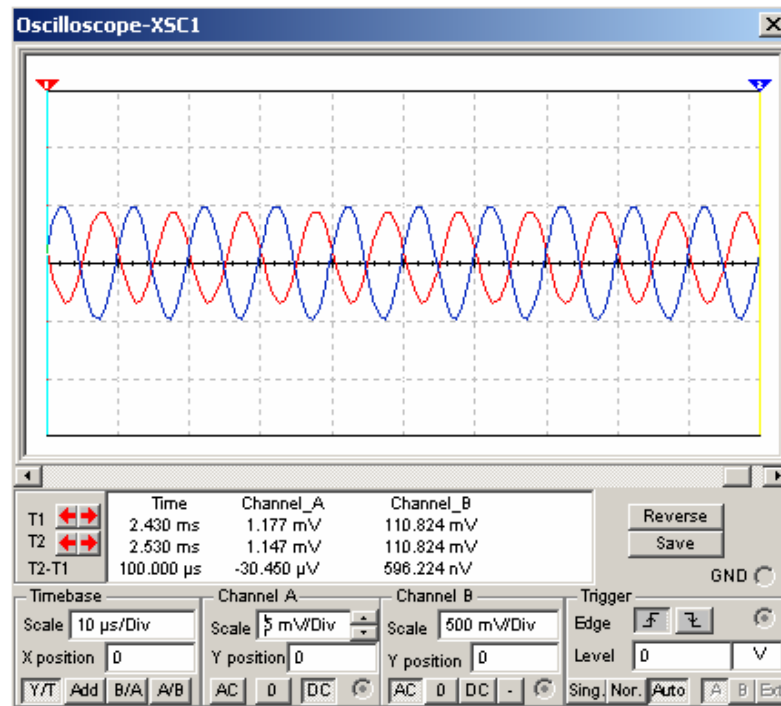 Oscilloscope-XSC1
1 2
Time Channel_A Channel_B
T1 2.430 ms 1.177 mV 110.824 mV
T2 2.530 ms 1.147 mV 110.824 mV
T2-T1 100.000 µs -30.450 µV 596.224 nV
Reverse
Save
GND
Timebase
Scale 10 µs/Div
X position 0
Y/T Add B/A A/B
Channel A
Scale 5 mV/Div
Y position 0
AC 0 DC
Channel B
Scale 500 mV/Div
Y position 0
AC 0 DC -
Trigger
Edge
Level 0 V
Sing. Nor. Auto A B Ext